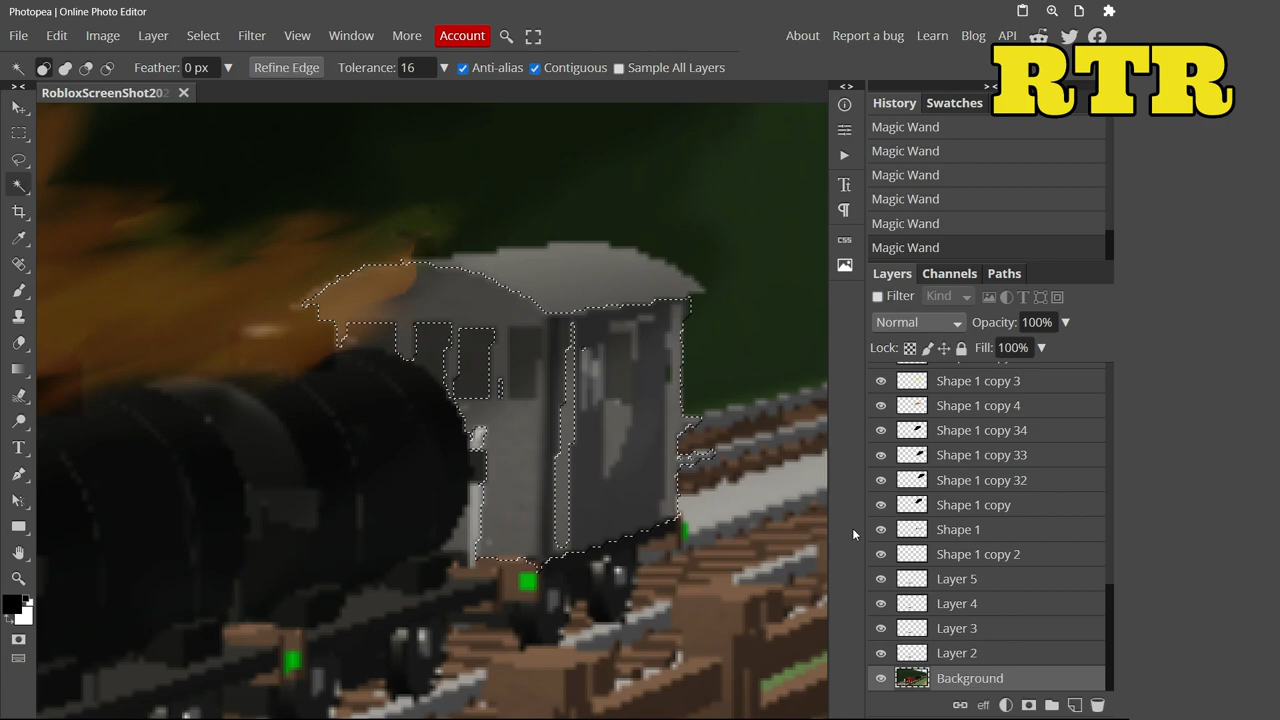 Photopea | Online Photo Editor
File Edit Image Layer Select Filter View Window More Account About Report a bug Learn Blog API
RTR
Feather: 0 px Refine Edge Tolerance: 16 Anti-alias Contiguous Sample All Layers
RobloxScreenShot202
History Swatches
Magic Wand
Magic Wand
Magic Wand
Magic Wand
Magic Wand
Magic Wand
CSS
Layers Channels Paths
Filter Kind
Normal Opacity: 100%
Lock: Fill: 100%
Shape 1 copy 3
Shape 1 copy 4
Shape 1 copy 34
Shape 1 copy 33
Shape 1 copy 32
Shape 1 copy
Shape 1
Shape 1 copy 2
Layer 5
Layer 4
Layer 3
Layer 2
Background
eff